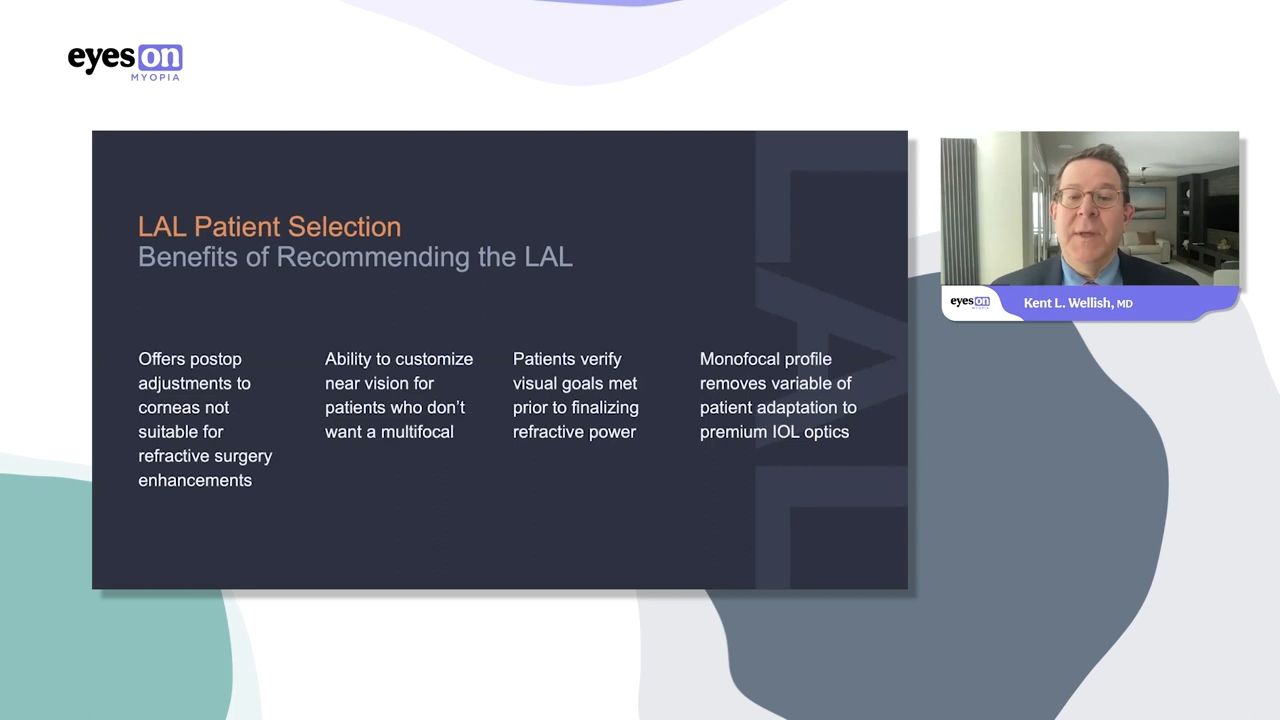 eyes on
MYOPIA
LAL Patient Selection
Benefits of Recommending the LAL
Offers postop
adjustments to
corneas not
suitable for
refractive surgery
enhancements
Ability to customize
near vision for
patients who don't
want a multifocal
Patients verify
visual goals met
prior to finalizing
refractive power
Monofocal profile
removes variable of
patient adaptation to
premium IOL optics
LAL
eyes on
MYOPIA
Kent L. Wellish, MD